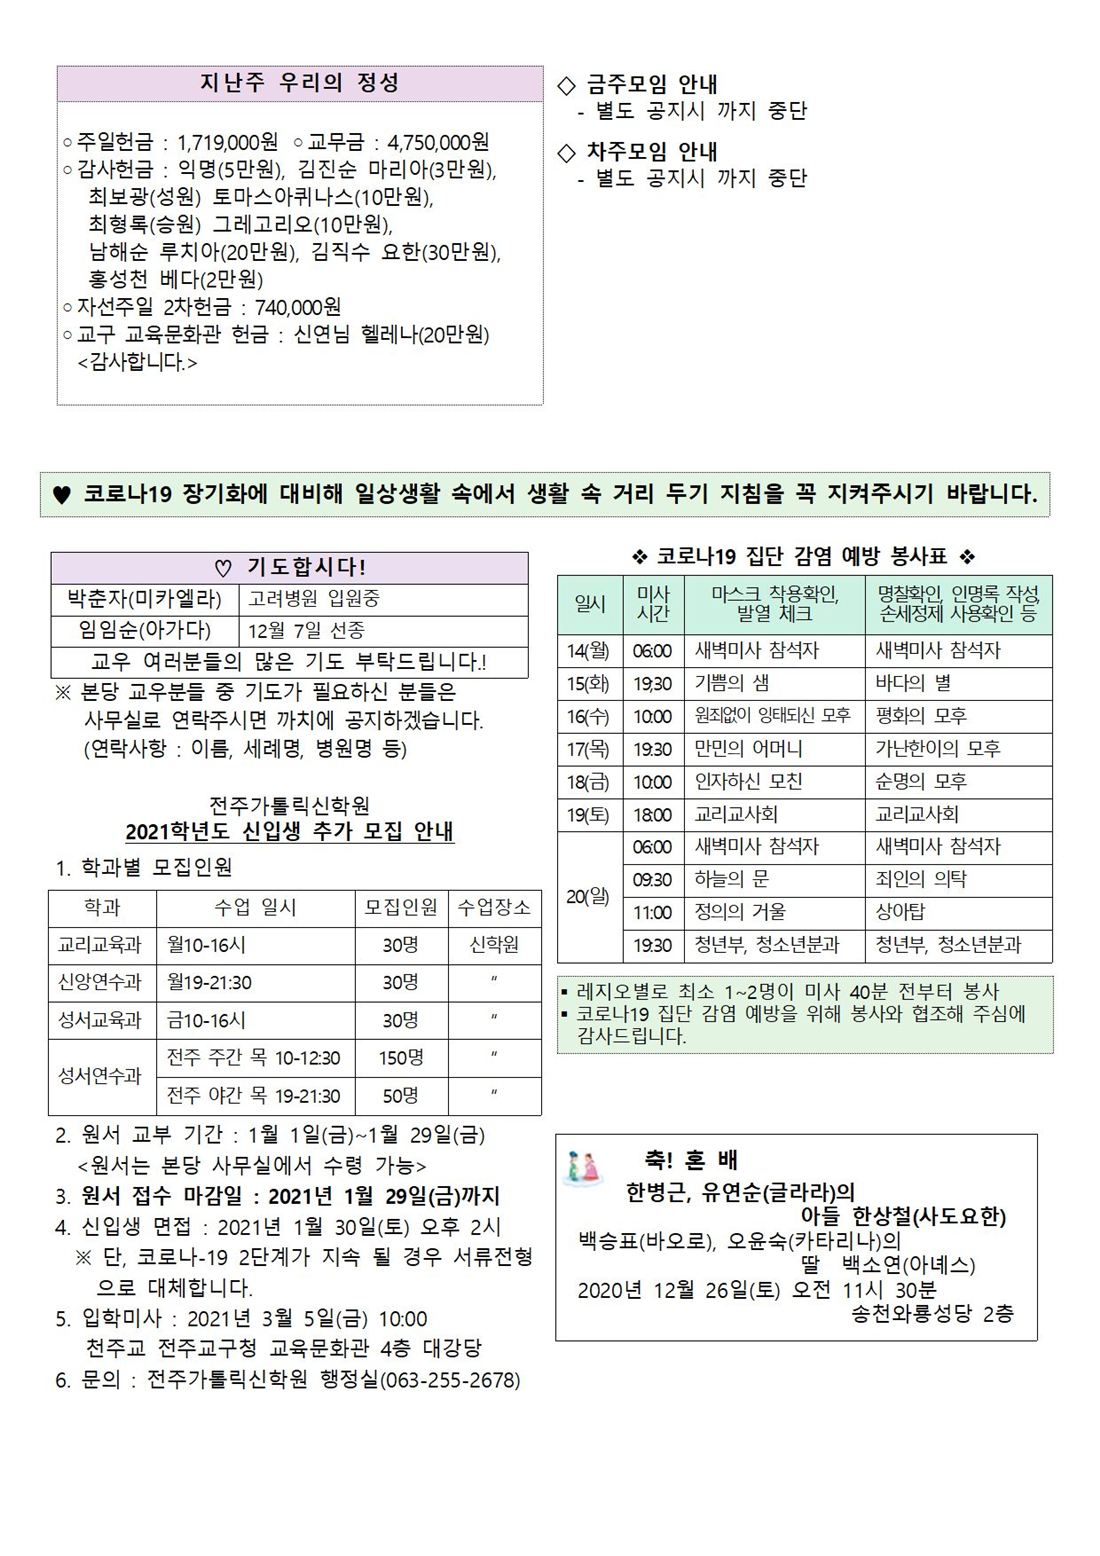 지난주 우리의 정성
○주일헌금 : 1,719,000원 ○교무금 : 4,750,000원
○감사헌금 : 익명(5만원), 김진순 마리아(3만원),
최보광(성원) 토마스아퀴나스(10만원),
최형록(승원) 그레고리오(10만원),
남해순 루치아(20만원), 김직수 요한(30만원),
홍성천 베다(2만원)
○자선주일 2차헌금 : 740,000원
○교구 교육문화관 헌금 : 신연님 헬레나(20만원)
<감사합니다.>
◇ 금주모임 안내
- 별도 공지시 까지 중단
◇ 차주모임 안내
- 별도 공지시 까지 중단
♥ 코로나19 장기화에 대비해 일상생활 속에서 생활 속 거리 두기 지침을 꼭 지켜주시기 바랍니다.
♡ 기도합시다!
박춘자(미카엘라) 고려병원 입원중
임임순(아가다) 12월 7일 선종
교우 여러분들의 많은 기도 부탁드립니다.!
※ 본당 교우분들 중 기도가 필요하신 분들은
사무실로 연락주시면 까치에 공지하겠습니다.
(연락사항 : 이름, 세례명, 병원명 등)
전주가톨릭신학원
2021학년도 신입생 추가 모집 안내
1. 학과별 모집인원
학과 수업 일시 모집인원 수업장소
교리교육과 월10-16시 30명 신학원
신앙연수과 월19-21:30 30명 "
성서교육과 금10-16시 30명 "
성서연수과 전주 주간 목 10-12:30 150명 "
전주 야간 목 19-21:30 50명 "
2. 원서 교부 기간 : 1월 1일(금)~1월 29일(금)
<원서는 본당 사무실에서 수령 가능>
3. 원서 접수 마감일 : 2021년 1월 29일(금)까지
4. 신입생 면접 : 2021년 1월 30일(토) 오후 2시
※ 단, 코로나-19 2단계가 지속 될 경우 서류전형
으로 대체합니다.
5. 입학미사 : 2021년 3월 5일(금) 10:00
천주교 전주교구청 교육문화관 4층 대강당
6. 문의 : 전주가톨릭신학원 행정실(063-255-2678)
❖ 코로나19 집단 감염 예방 봉사표 ❖
일시 미사 시간 마스크 착용확인, 발열 체크 명찰확인, 인명록 작성, 손세정제 사용확인 등
14(월) 06:00 새벽미사 참석자 새벽미사 참석자
15(화) 19:30 기쁨의 샘 바다의 별
16(수) 10:00 원죄없이 잉태되신 모후 평화의 모후
17(목) 19:30 만민의 어머니 가난한이의 모후
18(금) 10:00 인자하신 모친 순명의 모후
19(토) 18:00 교리교사회 교리교사회
20(일) 06:00 새벽미사 참석자 새벽미사 참석자
09:30 하늘의 문 죄인의 의탁
11:00 정의의 거울 상아탑
19:30 청년부, 청소년분과 청년부, 청소년분과
▪ 레지오별로 최소 1~2명이 미사 40분 전부터 봉사
▪ 코로나19 집단 감염 예방을 위해 봉사와 협조해 주심에
감사드립니다.
축! 혼 배
한병근, 유연순(글라라)의
아들 한상철(사도요한)
백승표(바오로), 오윤숙(카타리나)의
딸 백소연(아녜스)
2020년 12월 26일(토) 오전 11시 30분
송천와룡성당 2층